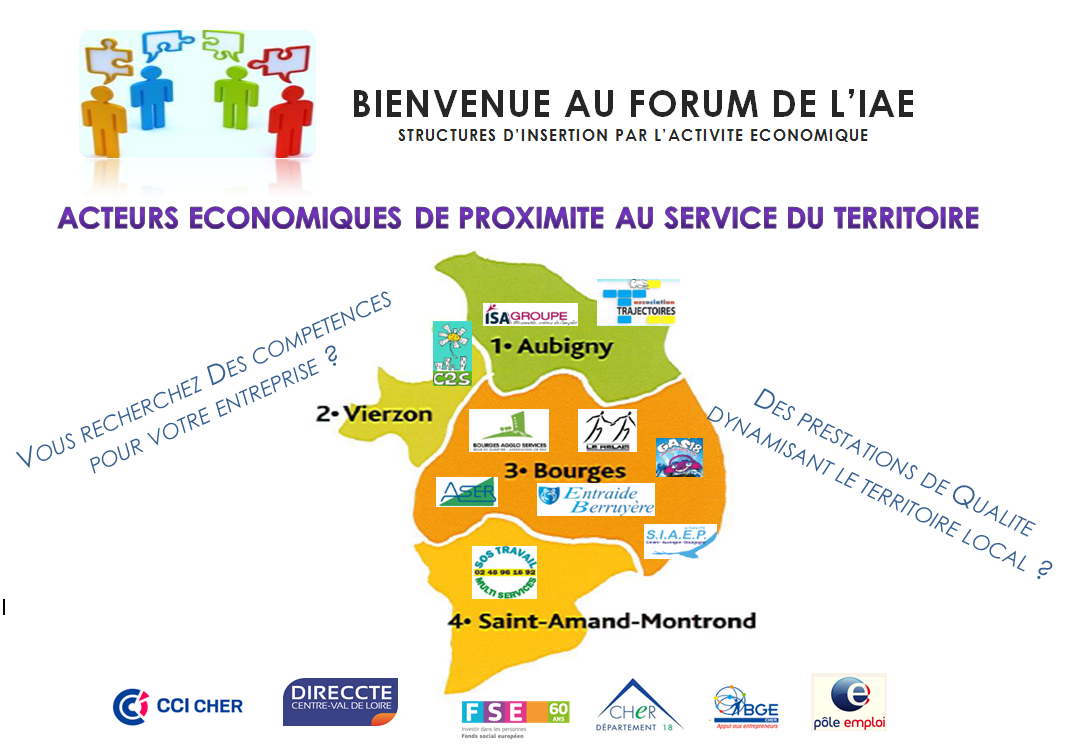 BIENVENUE AU FORUM DE L'IAE
STRUCTURES D'INSERTION PAR L'ACTIVITE ECONOMIQUE
ACTEURS ECONOMIQUES DE PROXIMITE AU SERVICE DU TERRITOIRE
VOUS RECHERCHEZ DES COMPETENCES
POUR VOTRE ENTREPRISE ?
ISA GROUPE
association
TRAJECTOIRES
1• Aubigny
C2S
2• Vierzon
DES PRESTATIONS DE QUALITE
DYNAMISANT LE TERRITOIRE LOCAL ?
BOURGES AGGLO SERVICES
LE RELAIS
GAS18
3• Bourges
ASER
Entraide
Berruyère
S.I.A.E.P.
SOS TRAVAIL
02 48 96 16 92
MULTI SERVICES
4• Saint-Amand-Montrond
CCI CHER
DIRECCTE
CENTRE-VAL DE LOIRE
FSE 60 ANS
Investir dans les personnes
Fonds social européen
CHER
DÉPARTEMENT 18
BGE
CHER
Appui aux entrepreneurs
pôle emploi